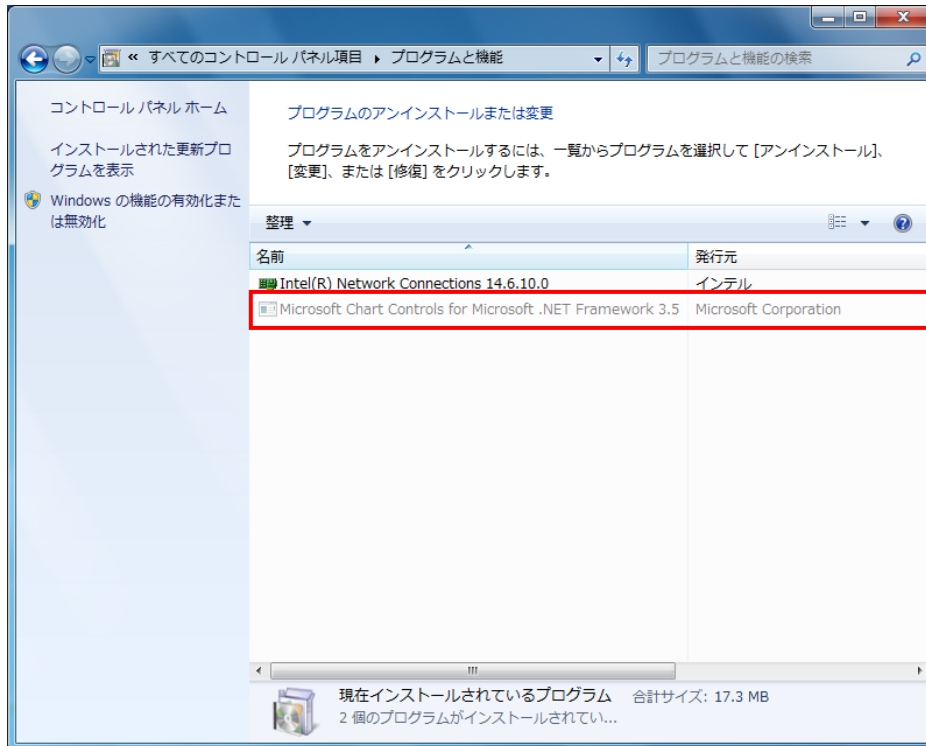 « すべてのコントロール パネル項目 ▸ プログラムと機能
プログラムと機能の検索
コントロール パネル ホーム
インストールされた更新プロ
グラムを表示
Windows の機能の有効化また
は無効化
プログラムのアンインストールまたは変更
プログラムをアンインストールするには、一覧からプログラムを選択して [アンインストール]、
[変更]、または [修復] をクリックします。
整理
名前 発行元
Intel(R) Network Connections 14.6.10.0 インテル
Microsoft Chart Controls for Microsoft .NET Framework 3.5 Microsoft Corporation
現在インストールされているプログラム 合計サイズ: 17.3 MB
2 個のプログラムがインストールされてい...